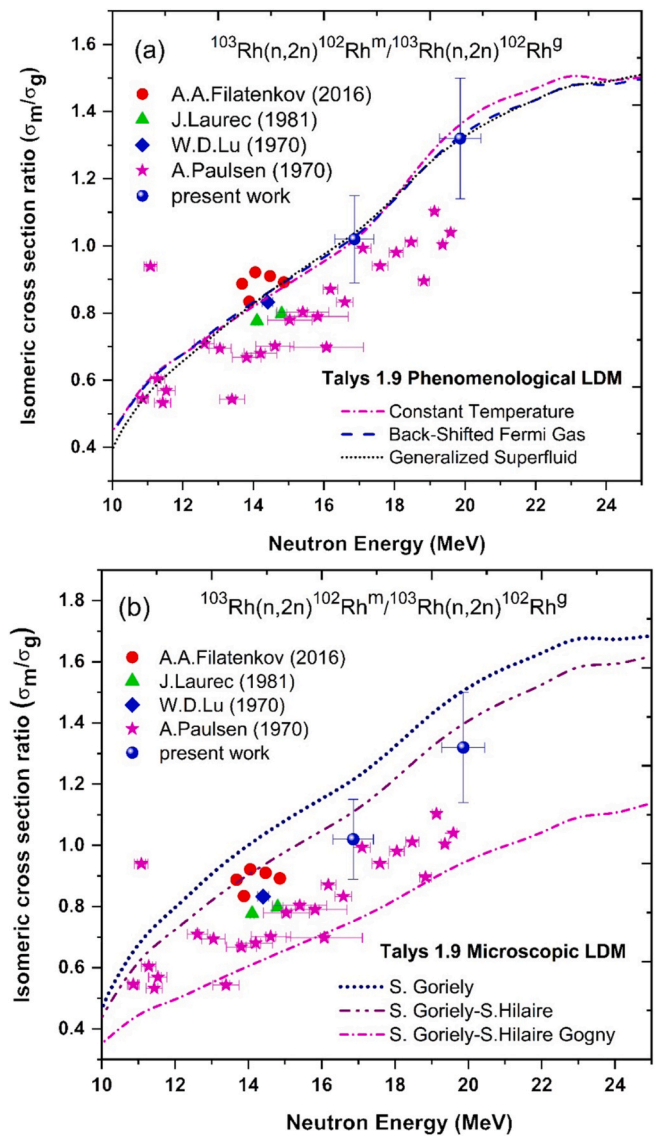 (a)
¹⁰³Rh(n,2n)¹⁰²Rhᵐ/¹⁰³Rh(n,2n)¹⁰²Rhᵍ
A.A.Filatenkov (2016)
J.Laurec (1981)
W.D.Lu (1970)
A.Paulsen (1970)
present work
Isomeric cross section ratio (σm/σg)
1.6
1.4
1.2
1.0
0.8
0.6
0.4
Talys 1.9 Phenomenological LDM
Constant Temperature
Back-Shifted Fermi Gas
Generalized Superfluid
10 12 14 16 18 20 22 24
Neutron Energy (MeV)
(b)
¹⁰³Rh(n,2n)¹⁰²Rhᵐ/¹⁰³Rh(n,2n)¹⁰²Rhᵍ
A.A.Filatenkov (2016)
J.Laurec (1981)
W.D.Lu (1970)
A.Paulsen (1970)
present work
Isomeric cross section ratio (σm/σg)
1.8
1.6
1.4
1.2
1.0
0.8
0.6
0.4
Talys 1.9 Microscopic LDM
S. Goriely
S. Goriely-S.Hilaire
S. Goriely-S.Hilaire Gogny
10 12 14 16 18 20 22 24
Neutron Energy (MeV)